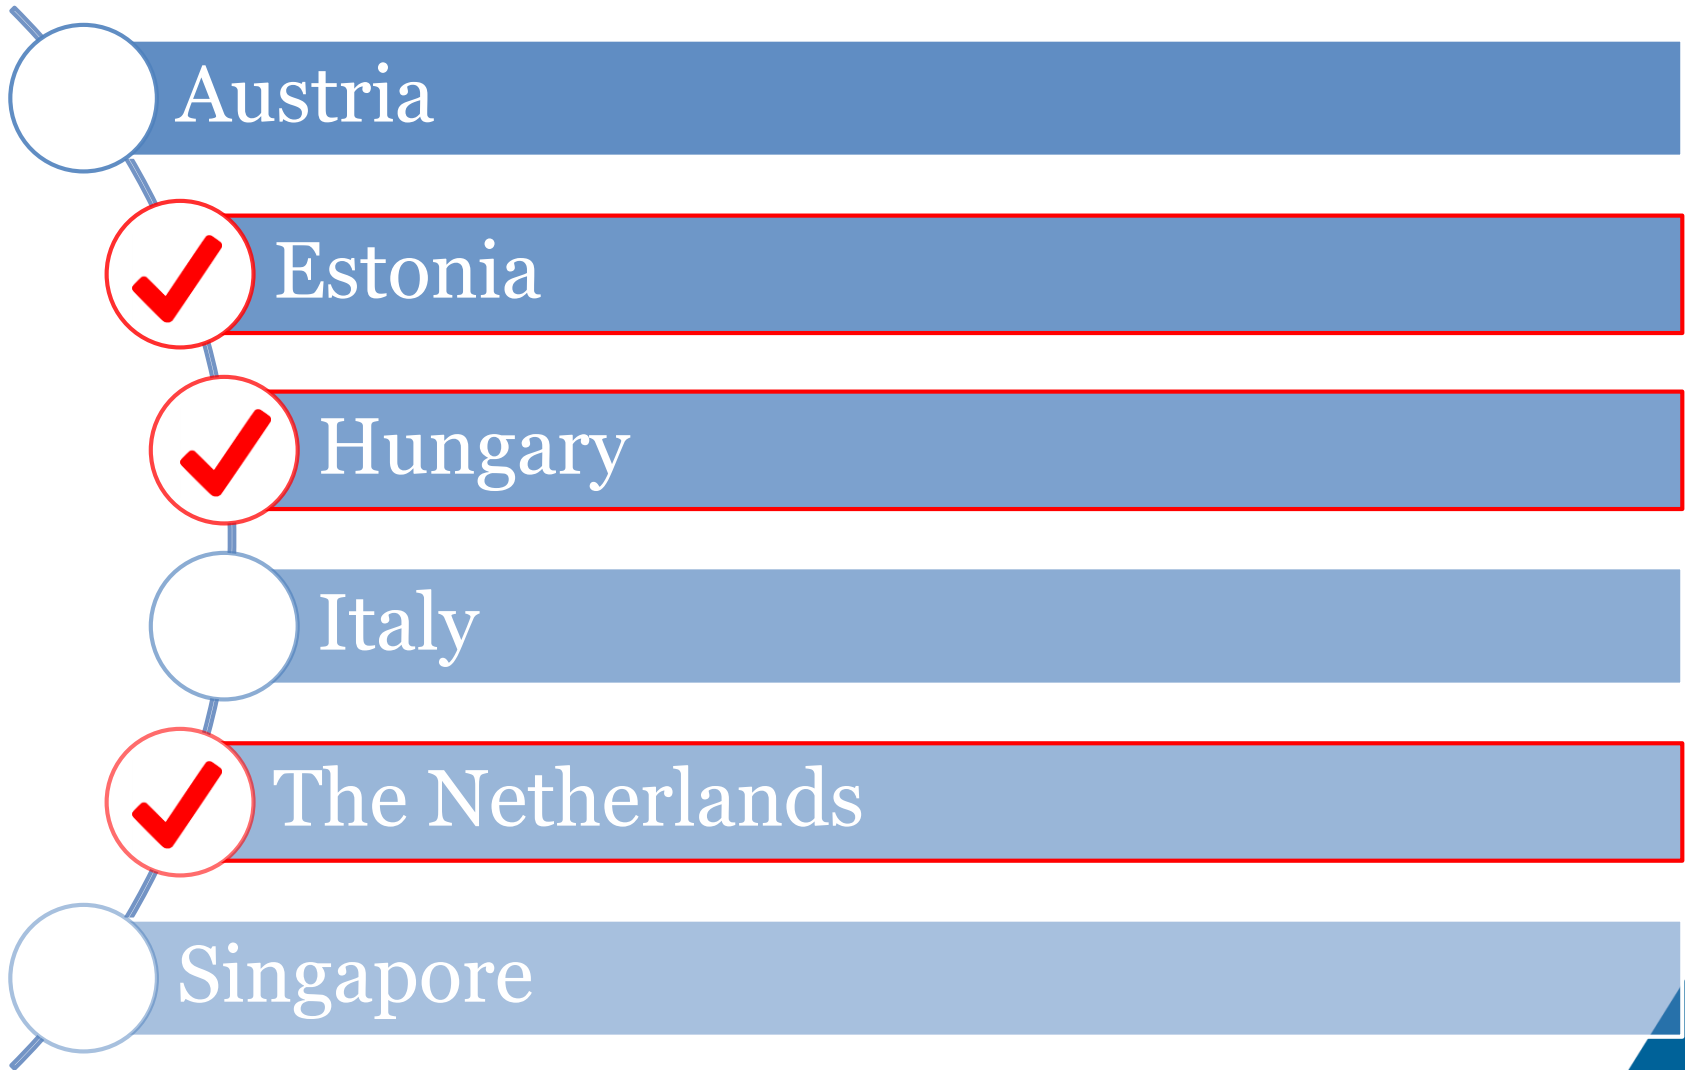 Austria
Estonia
Hungary
Italy
The Netherlands
Singapore